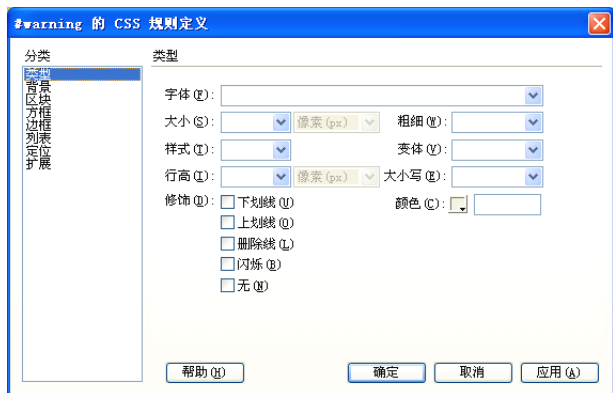 #warning 的 CSS 规则定义
分类
类型
背景
区块
方框
边框
列表
定位
扩展
类型
字体(F):
大小(S): 像素(px) 粗细(W):
样式(T): 变体(V):
行高(I): 像素(px) 大小写(R):
修饰(D): 下划线(U) 颜色(C):
上划线(O)
删除线(L)
闪烁(B)
无(N)
帮助(H) 确定 取消 应用(A)